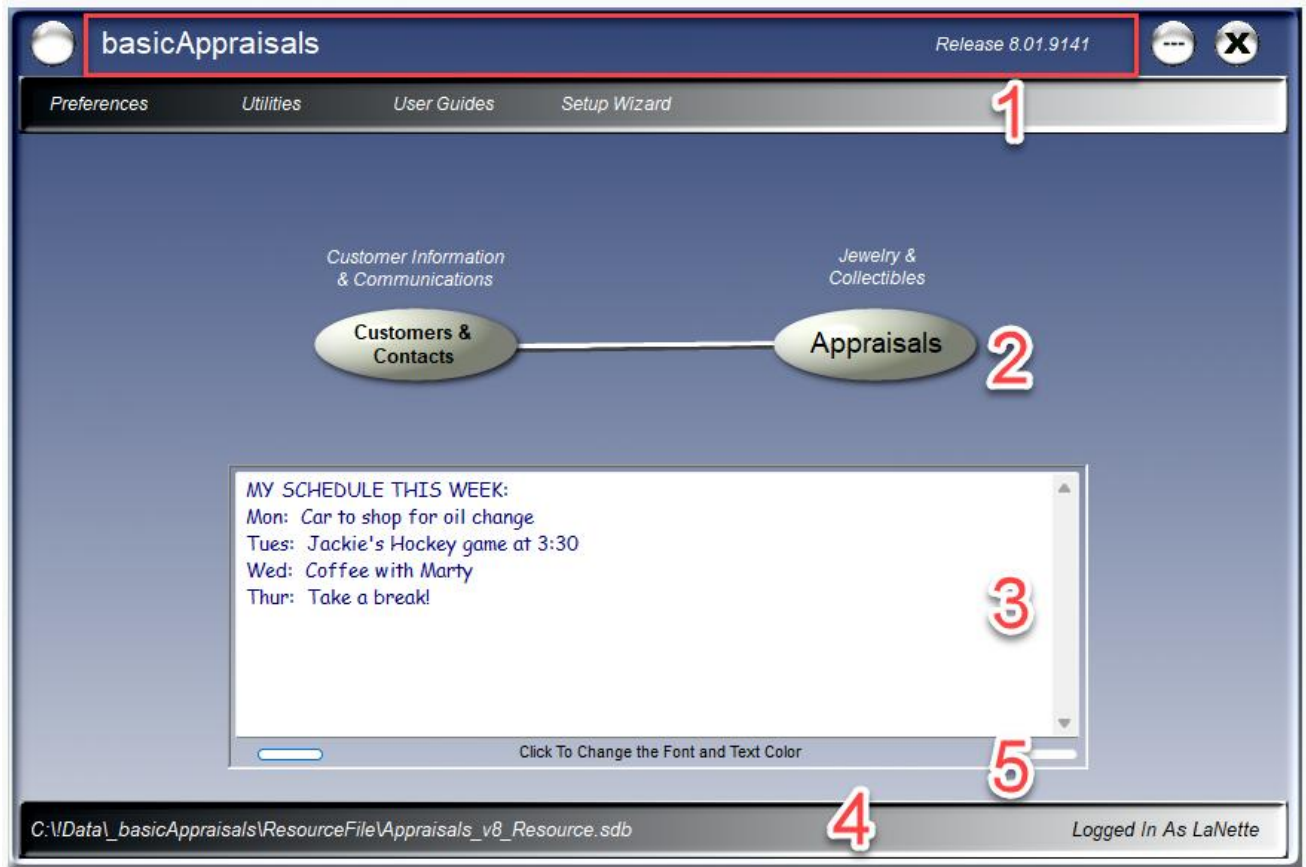 basicAppraisals Release 8.01.9141 --- X
Preferences Utilities User Guides Setup Wizard
1
Customer Information
& Communications
Jewelry &
Collectibles
Customers &
Contacts
Appraisals
2
MY SCHEDULE THIS WEEK:
Mon: Car to shop for oil change
Tues: Jackie's Hockey game at 3:30
Wed: Coffee with Marty
Thur: Take a break!
3
Click To Change the Font and Text Color
5
C:\!Data\_basicAppraisals\ResourceFile\Appraisals_v8_Resource.sdb
4
Logged In As LaNette